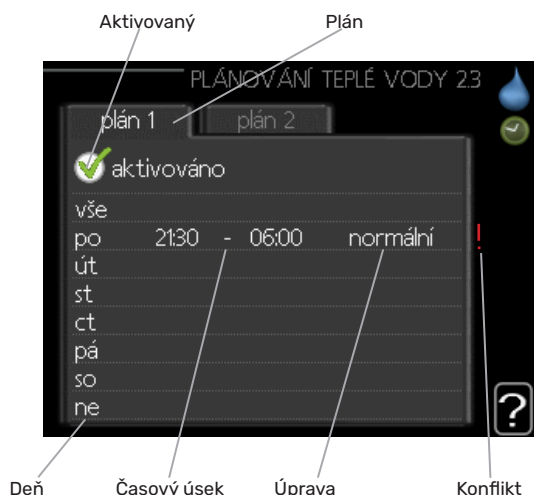 Aktivovaný Plán
PLÁNOVÁNÍ TEPLÉ VODY 2.3
plán 1 plán 2
aktivováno
vše
po 21:30 - 06:00 normální !
út
st
ct
pá
so
ne
?
Deň Časový úsek Úprava Konflikt